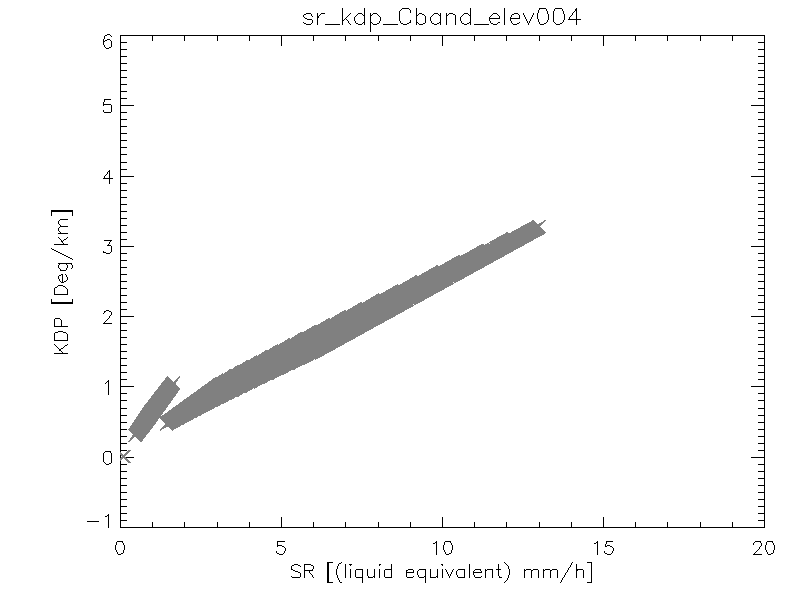 sr_kdp_Cband_elev004
6
5
4
3
2
1
0
-1
KDP [Deg/km]
0 5 10 15 20
SR [(liquid equivalent) mm/h]